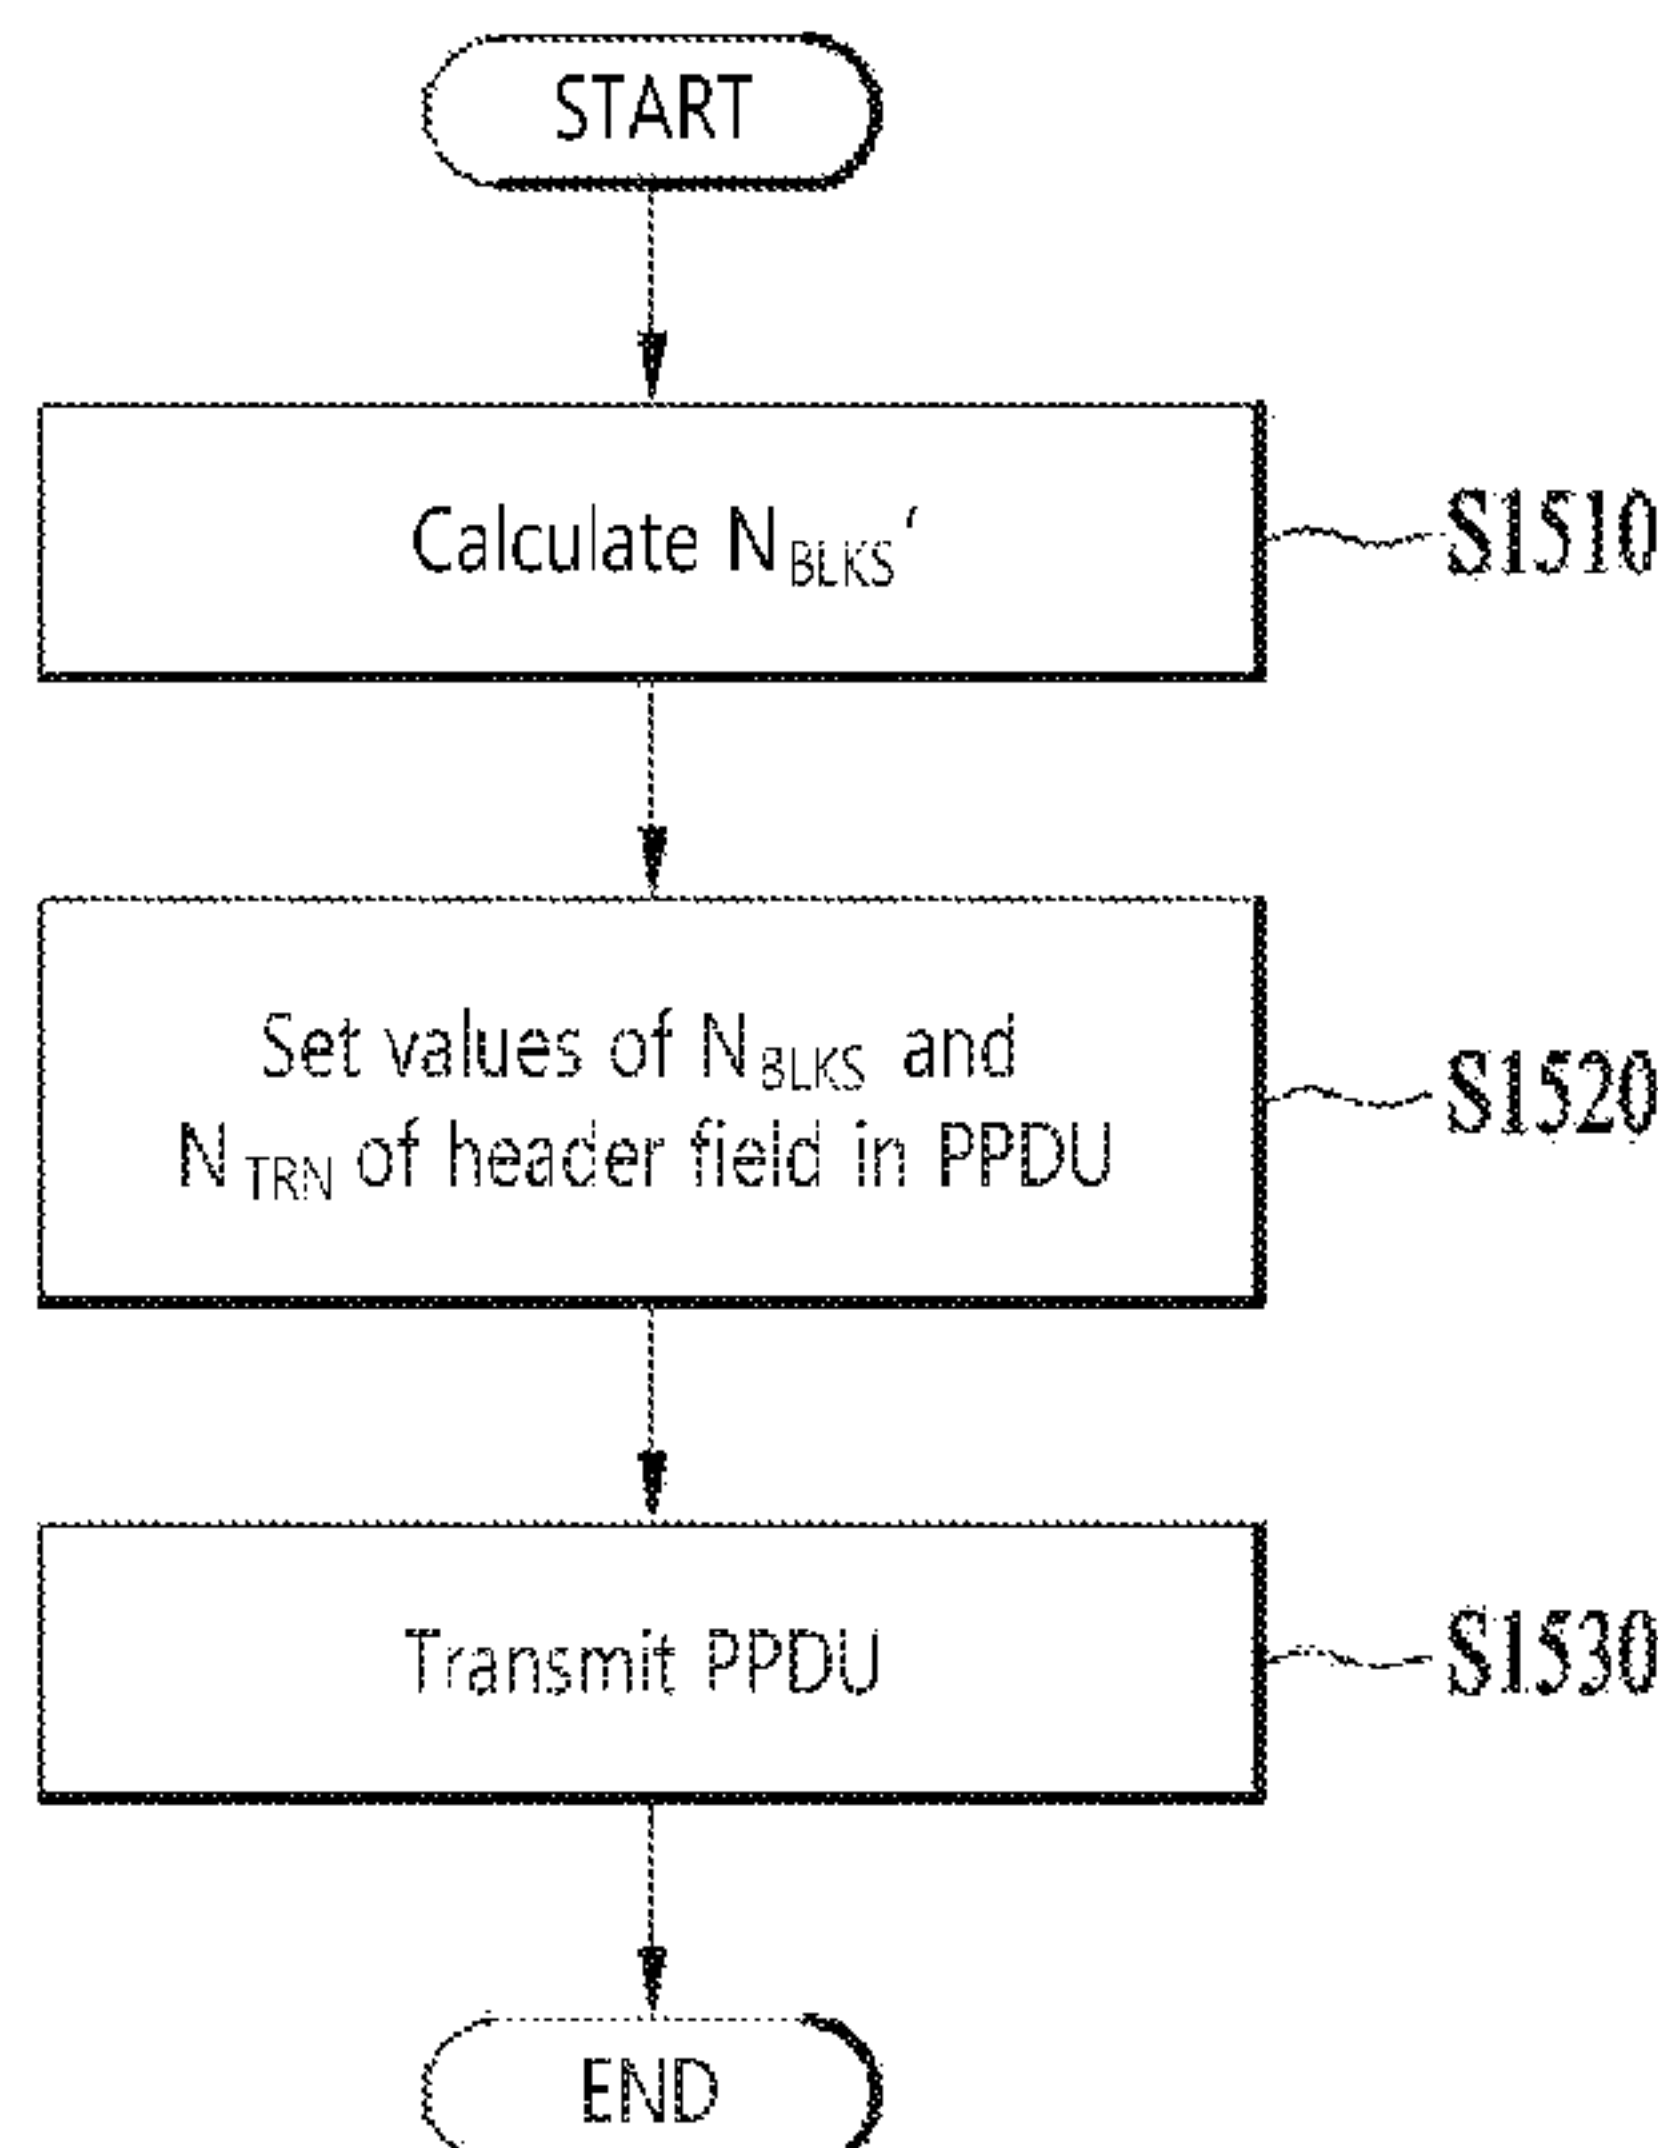 START
Calculate N_BLKS‘
S1510
Set values of N_BLKS and
N_TRN of header field in PPDU
S1520
Transmit PPDU
S1530
END